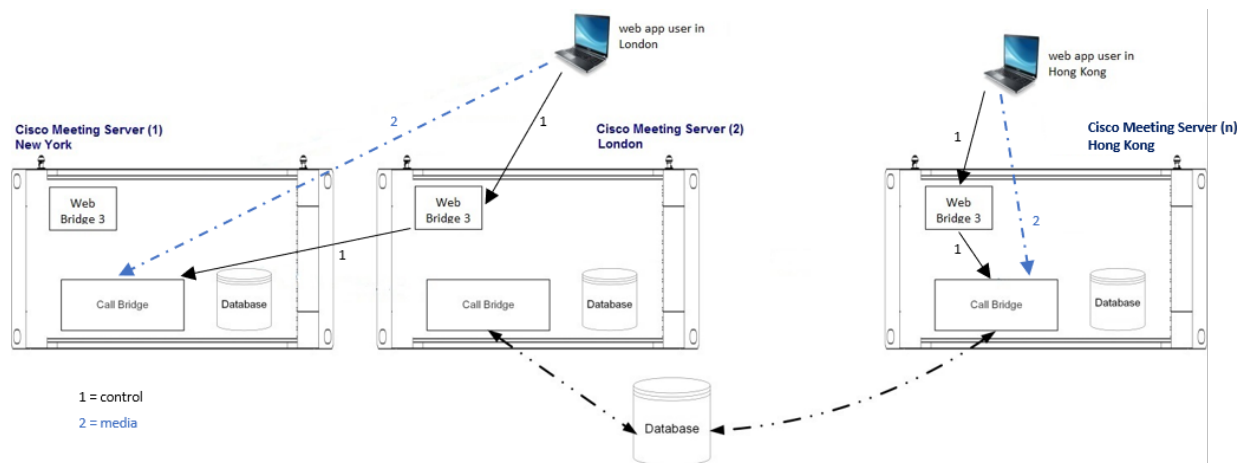 web app user in
London
web app user in
Hong Kong
2
1
1
Cisco Meeting Server (1)
New York
Cisco Meeting Server (2)
London
Cisco Meeting Server (n)
Hong Kong
Web
Bridge 3
Web
Bridge 3
Web
Bridge 3
2
1
1
Call Bridge
Database
Call Bridge
Database
Call Bridge
Database
1 = control
2 = media
Database